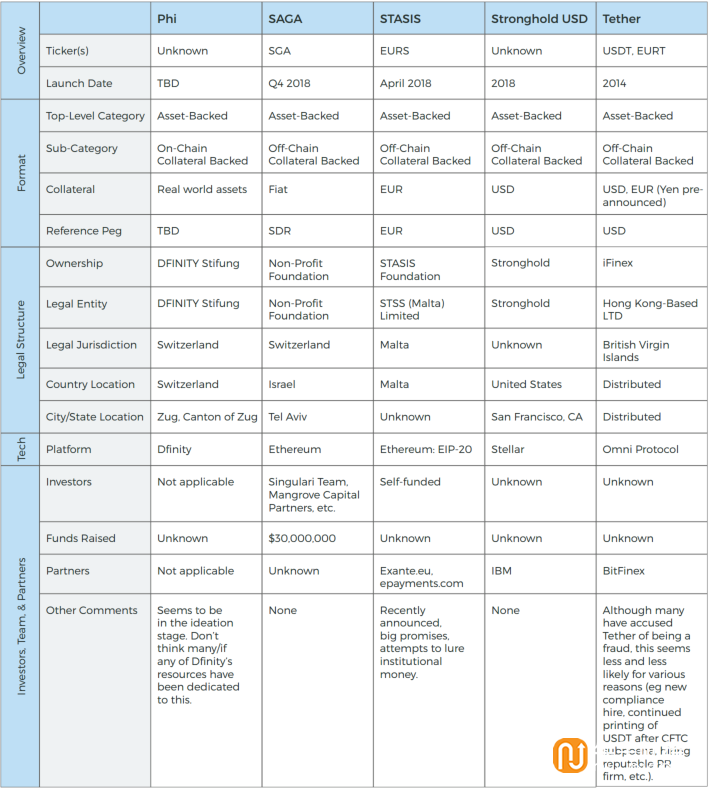 Phi SAGA STASIS Stronghold USD Tether
Overview
Ticker(s) Unknown SGA EURS Unknown USDT, EURT
Launch Date TBD Q4 2018 April 2018 2018 2014
Format
Top-Level Category Asset-Backed Asset-Backed Asset-Backed Asset-Backed Asset-Backed
Sub-Category On-Chain Off-Chain Off-Chain Off-Chain Off-Chain
Collateral Backed Collateral Backed Collateral Backed Collateral Backed Collateral Backed
Collateral Real world assets Fiat EUR USD USD, EUR (Yen pre-
announced)
Reference Peg TBD SDR EUR USD USD
Legal Structure
Ownership DFINITY Stifung Non-Profit STASIS Stronghold iFinex
Foundation Foundation
Legal Entity DFINITY Stifung Non-Profit STSS (Malta) Stronghold Hong Kong-Based
Foundation Limited LTD
Legal Jurisdiction Switzerland Switzerland Malta Unknown British Virgin
Islands
Country Location Switzerland Israel Malta United States Distributed
City/State Location Zug, Canton of Zug Tel Aviv Unknown San Francisco, CA Distributed
Tech
Platform Dfinity Ethereum Ethereum: EIP-20 Stellar Omni Protocol
Investors, Team, & Partners
Investors Not applicable Singulari Team, Self-funded Unknown Unknown
Mangrove Capital
Partners, etc.
Funds Raised Unknown $30,000,000 Unknown Unknown Unknown
Partners Not applicable Unknown Exante.eu, IBM BitFinex
epayments.com
Other Comments Seems to be None Recently None Although many
in the ideation announced, have accused
stage. Don't big promises, Tether of being a
think many/if attempts to lure fraud, this seems
any of Dfinity's institutional less and less
resources have money. likely for various
been dedicated reasons (eg new
to this. compliance
hire, continued
printing of
USDT after CFTC
subpoena, hiring
reputable PR
firm, etc.).